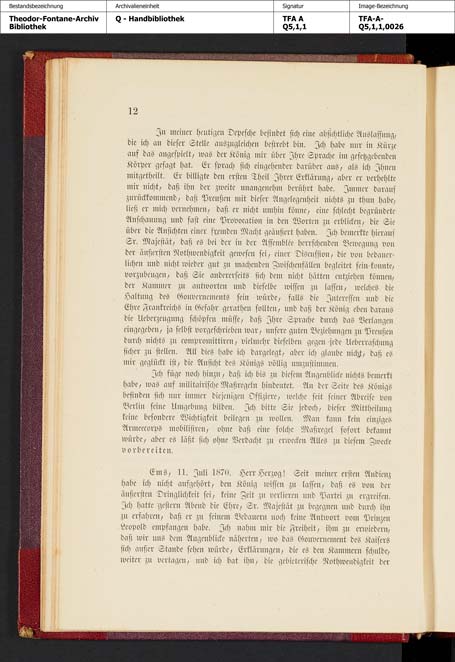 Bestandsbezeichnung
Archivalieneinheit
Signatur
Image-Bezeichnung
Theodor-Fontane-Archiv
Bibliothek
Q - Handbibliothek
TFA A
Q5,1,1
TFA-A-
Q5,1,1,0026
12
In meiner heutigen Depesche befindet sich eine absichtliche Auslassung,
die ich an dieser Stelle auszugleichen bestrebt bin. Ich habe nur in Kürze
auf das angespielt, was der König mir über Ihre Sprache im gesetzgebenden
Körper gesagt hat. Er sprach sich eingehender darüber aus, als ich Ihnen
mitgetheilt. Er billigte den ersten Theil Ihrer Erklärung, aber er verhehlte
mir nicht, daß ihn der zweite unangenehm berührt habe. Immer darauf
zurückkommend, daß Preußen mit dieser Angelegenheit nichts zu thun habe,
ließ er mich vernehmen, daß er nicht umhin könne, eine schlecht begründete
Anschauung und fast eine Provocation in den Worten zu erblicken, die Sie
über die Ansichten einer fremden Macht geäußert haben. Ich bemerkte hierauf
Sr. Majestät, daß es bei der in der Assemblée herrschenden Bewegung von
der äußersten Nothwendigkeit gewesen sei, einer Discussion, die von bedauer-
lichen und nicht wieder gut zu machenden Zwischenfällen begleitet sein konnte,
vorzubeugen, daß Sie andererseits sich dem nicht hätten entziehen können,
der Kammer zu antworten und dieselbe wissen zu lassen, welches die
Haltung des Gouvernements sein würde, falls die Interessen und die
Ehre Frankreichs in Gefahr gerathen sollten, und daß der König eben daraus
die Ueberzeugung schöpfen müsse, daß Ihre Sprache durch das Verlangen
eingegeben, ja selbst vorgeschrieben war, unsere guten Beziehungen zu Preußen
durch nichts zu compromittiren, vielmehr dieselben gegen jede Ueberraschung
sicher zu stellen. All dies habe ich dargelegt, aber ich glaube nicht, daß es
mir geglückt ist, die Ansicht des Königs völlig umzustimmen.
Ich füge noch hinzu, daß ich bis zu diesem Augenblicke nichts bemerkt
habe, was auf militairische Maßregeln hindeutet. An der Seite des Königs
befinden sich nur immer diejenigen Offiziere, welche seit seiner Abreise von
Berlin seine Umgebung bilden. Ich bitte Sie jedoch, dieser Mittheilung
keine besondere Wichtigkeit beilegen zu wollen. Man kann kein einziges
Armeecorps mobilisiren, ohne daß eine solche Maßregel sofort bekannt
würde, aber es läßt sich ohne Verdacht zu erwecken Alles zu diesem Zwecke
vorbereiten.
Ems, 11. Juli 1870. Herr Herzog! Seit meiner ersten Audienz
habe ich nicht aufgehört, den König wissen zu lassen, daß es von der
äußersten Dringlichkeit sei, keine Zeit zu verlieren und Partei zu ergreifen.
Ich hatte gestern Abend die Ehre, Sr. Majestät zu begegnen und durch ihn
zu erfahren, daß er zu seinem Bedauern noch keine Antwort vom Prinzen
Leopold empfangen habe. Ich nahm mir die Freiheit, ihm zu erwiedern,
daß wir uns dem Augenblicke näherten, wo das Gouvernement des Kaisers
sich außer Stande sehen würde, Erklärungen, die es den Kammern schulde,
weiter zu vertagen, und ich bat ihn, die gebieterische Nothwendigkeit der